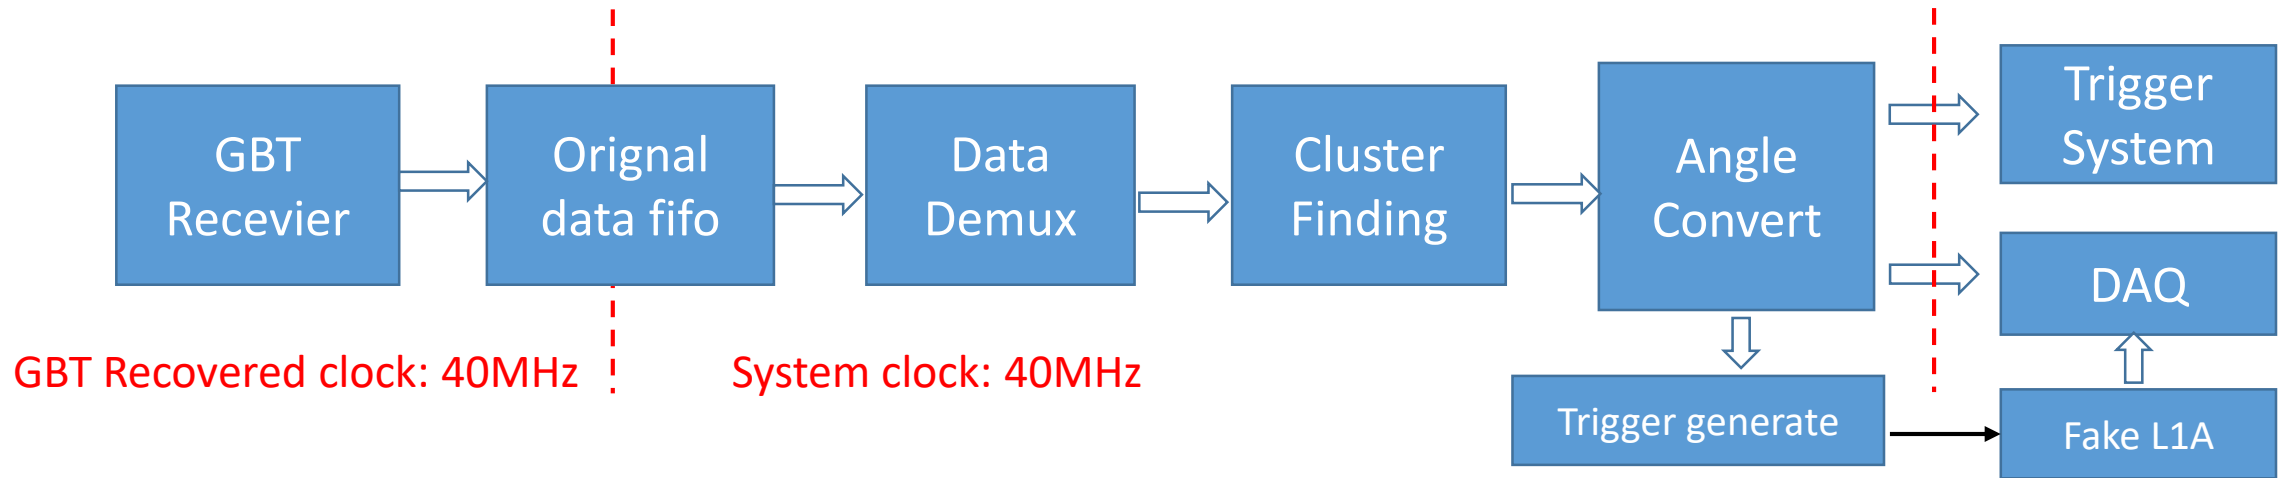 GBT
Recevier
Orignal
data fifo
Data
Demux
Cluster
Finding
Angle
Convert
Trigger
System
DAQ
GBT Recovered clock: 40MHz
System clock: 40MHz
Trigger generate
Fake L1A